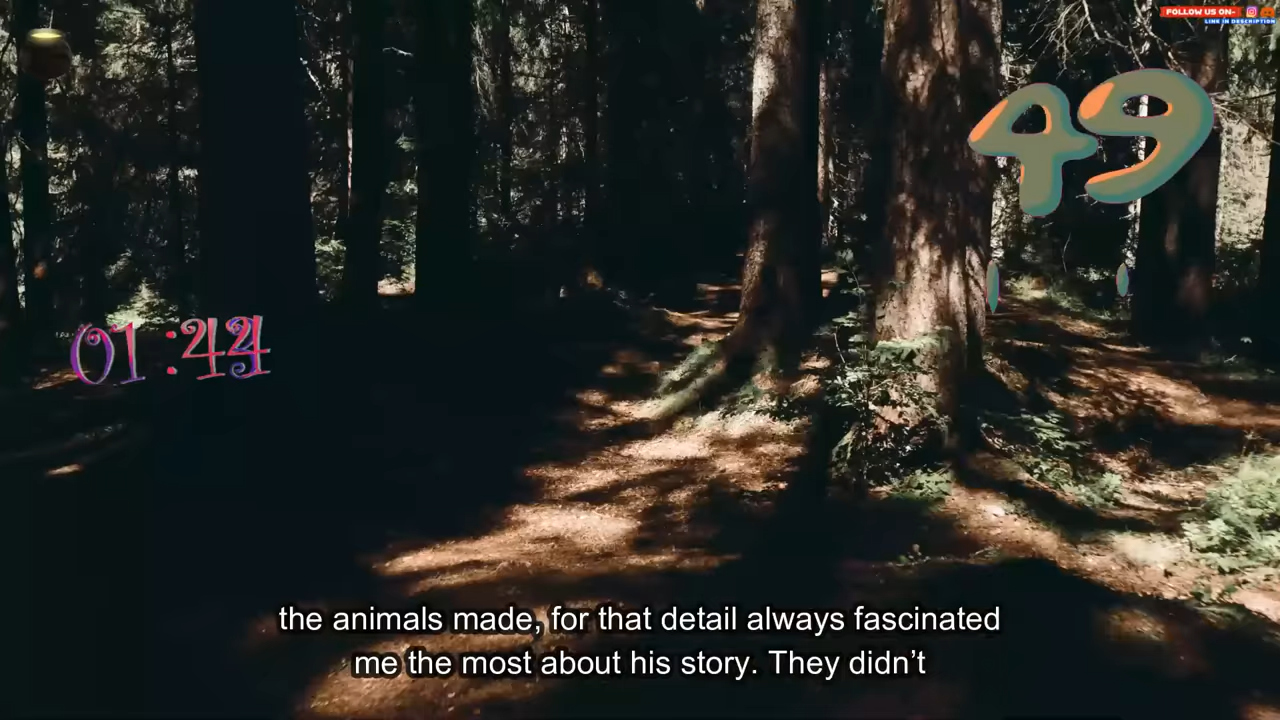 FOLLOW US ON-
LINK IN DESCRIPTION
49
01:44
the animals made, for that detail always fascinated
me the most about his story. They didn’t